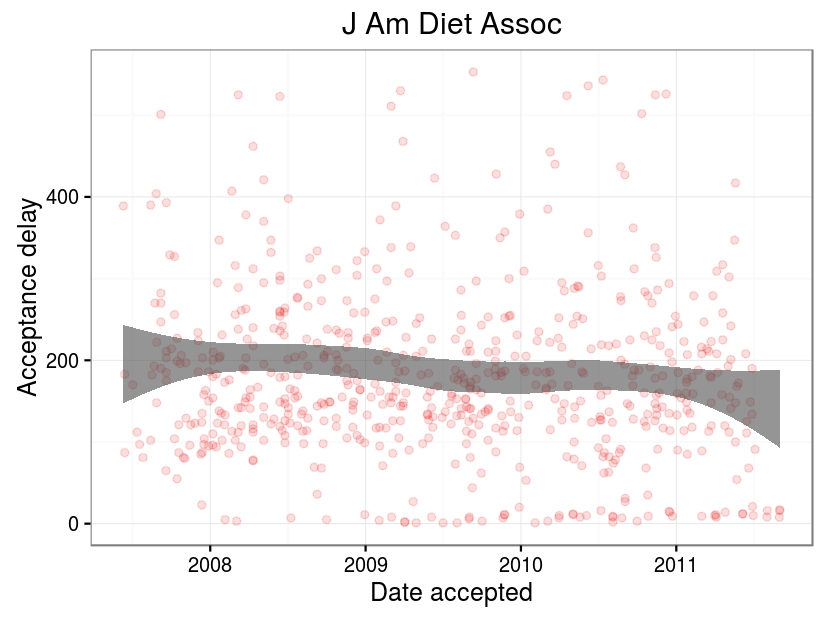 J Am Diet Assoc
Acceptance delay
400
200
0
2008 2009 2010 2011
Date accepted